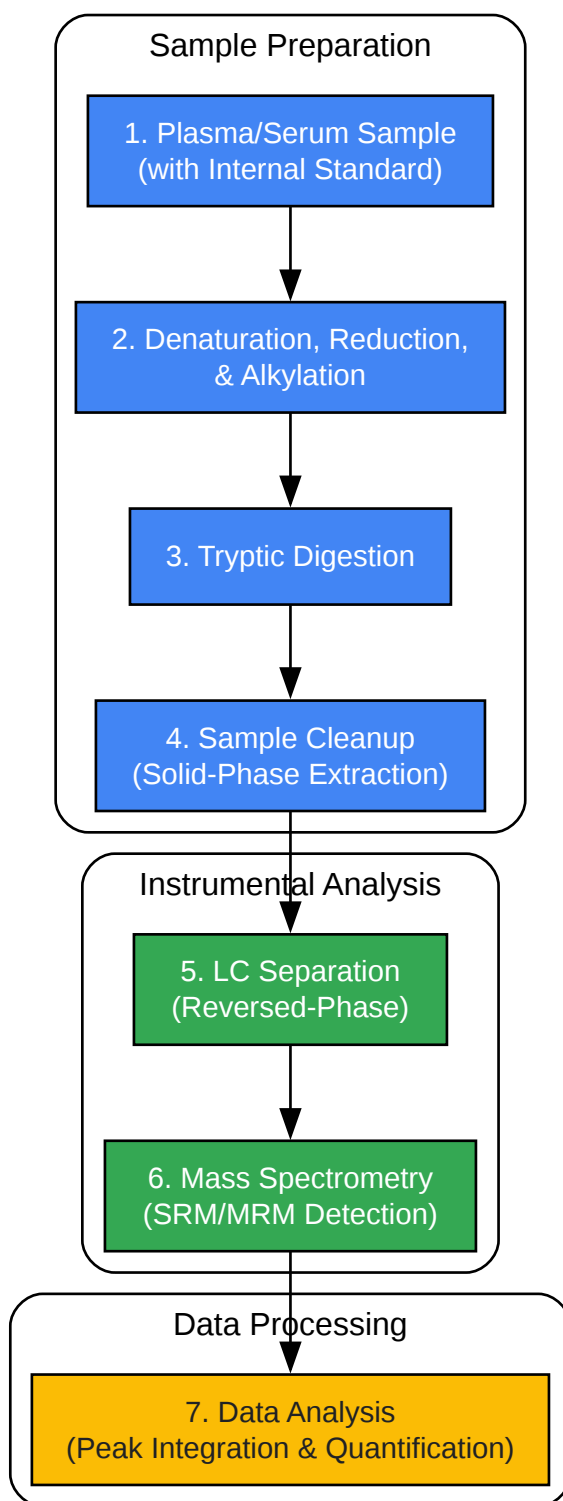 Sample Preparation
1. Plasma/Serum Sample
(with Internal Standard)
2. Denaturation, Reduction,
& Alkylation
3. Tryptic Digestion
4. Sample Cleanup
(Solid-Phase Extraction)
Instrumental Analysis
5. LC Separation
(Reversed-Phase)
6. Mass Spectrometry
(SRM/MRM Detection)
Data Processing
7. Data Analysis
(Peak Integration & Quantification)